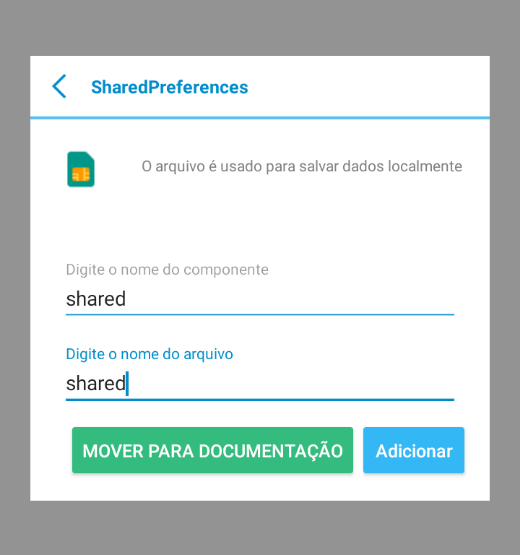 SharedPreferences
O arquivo é usado para salvar dados localmente
Digite o nome do componente
shared
Digite o nome do arquivo
shared
MOVER PARA DOCUMENTAÇÃO
Adicionar